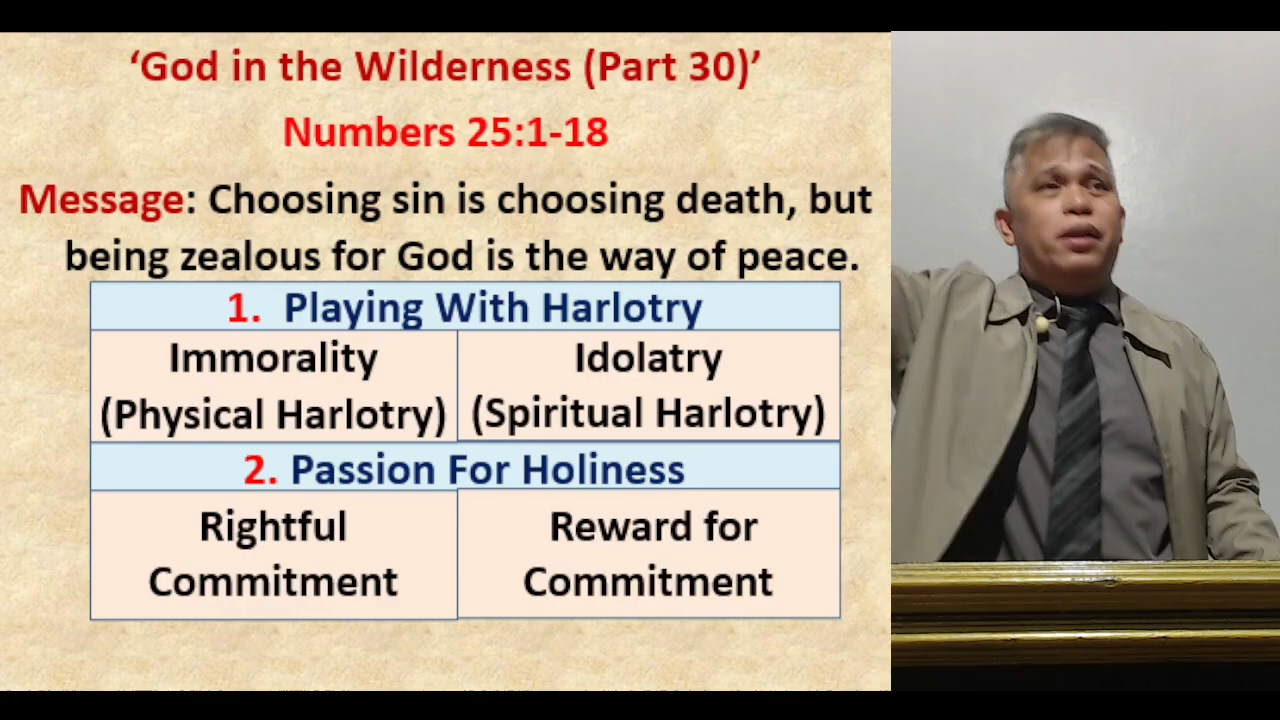 ‘God in the Wilderness (Part 30)’
Numbers 25:1-18
Message: Choosing sin is choosing death, but
being zealous for God is the way of peace.
1. Playing With Harlotry
Immorality
(Physical Harlotry)
Idolatry
(Spiritual Harlotry)
2. Passion For Holiness
Rightful
Commitment
Reward for
Commitment